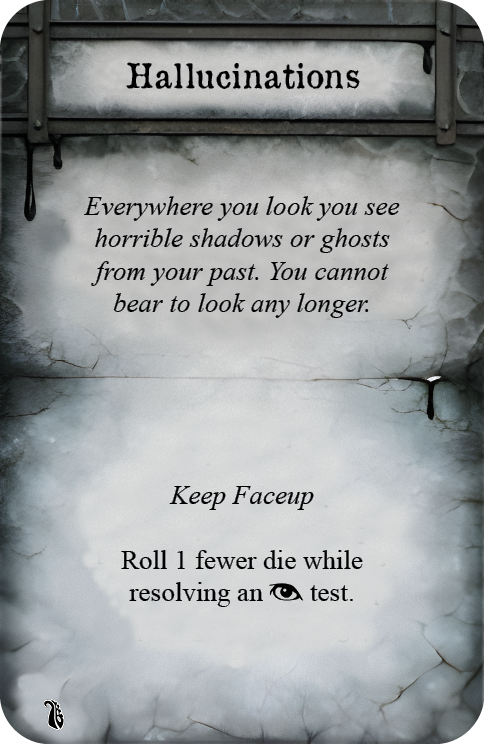 Hallucinations
Everywhere you look you see
horrible shadows or ghosts
from your past. You cannot
bear to look any longer.
Keep Faceup
Roll 1 fewer die while
resolving an test.